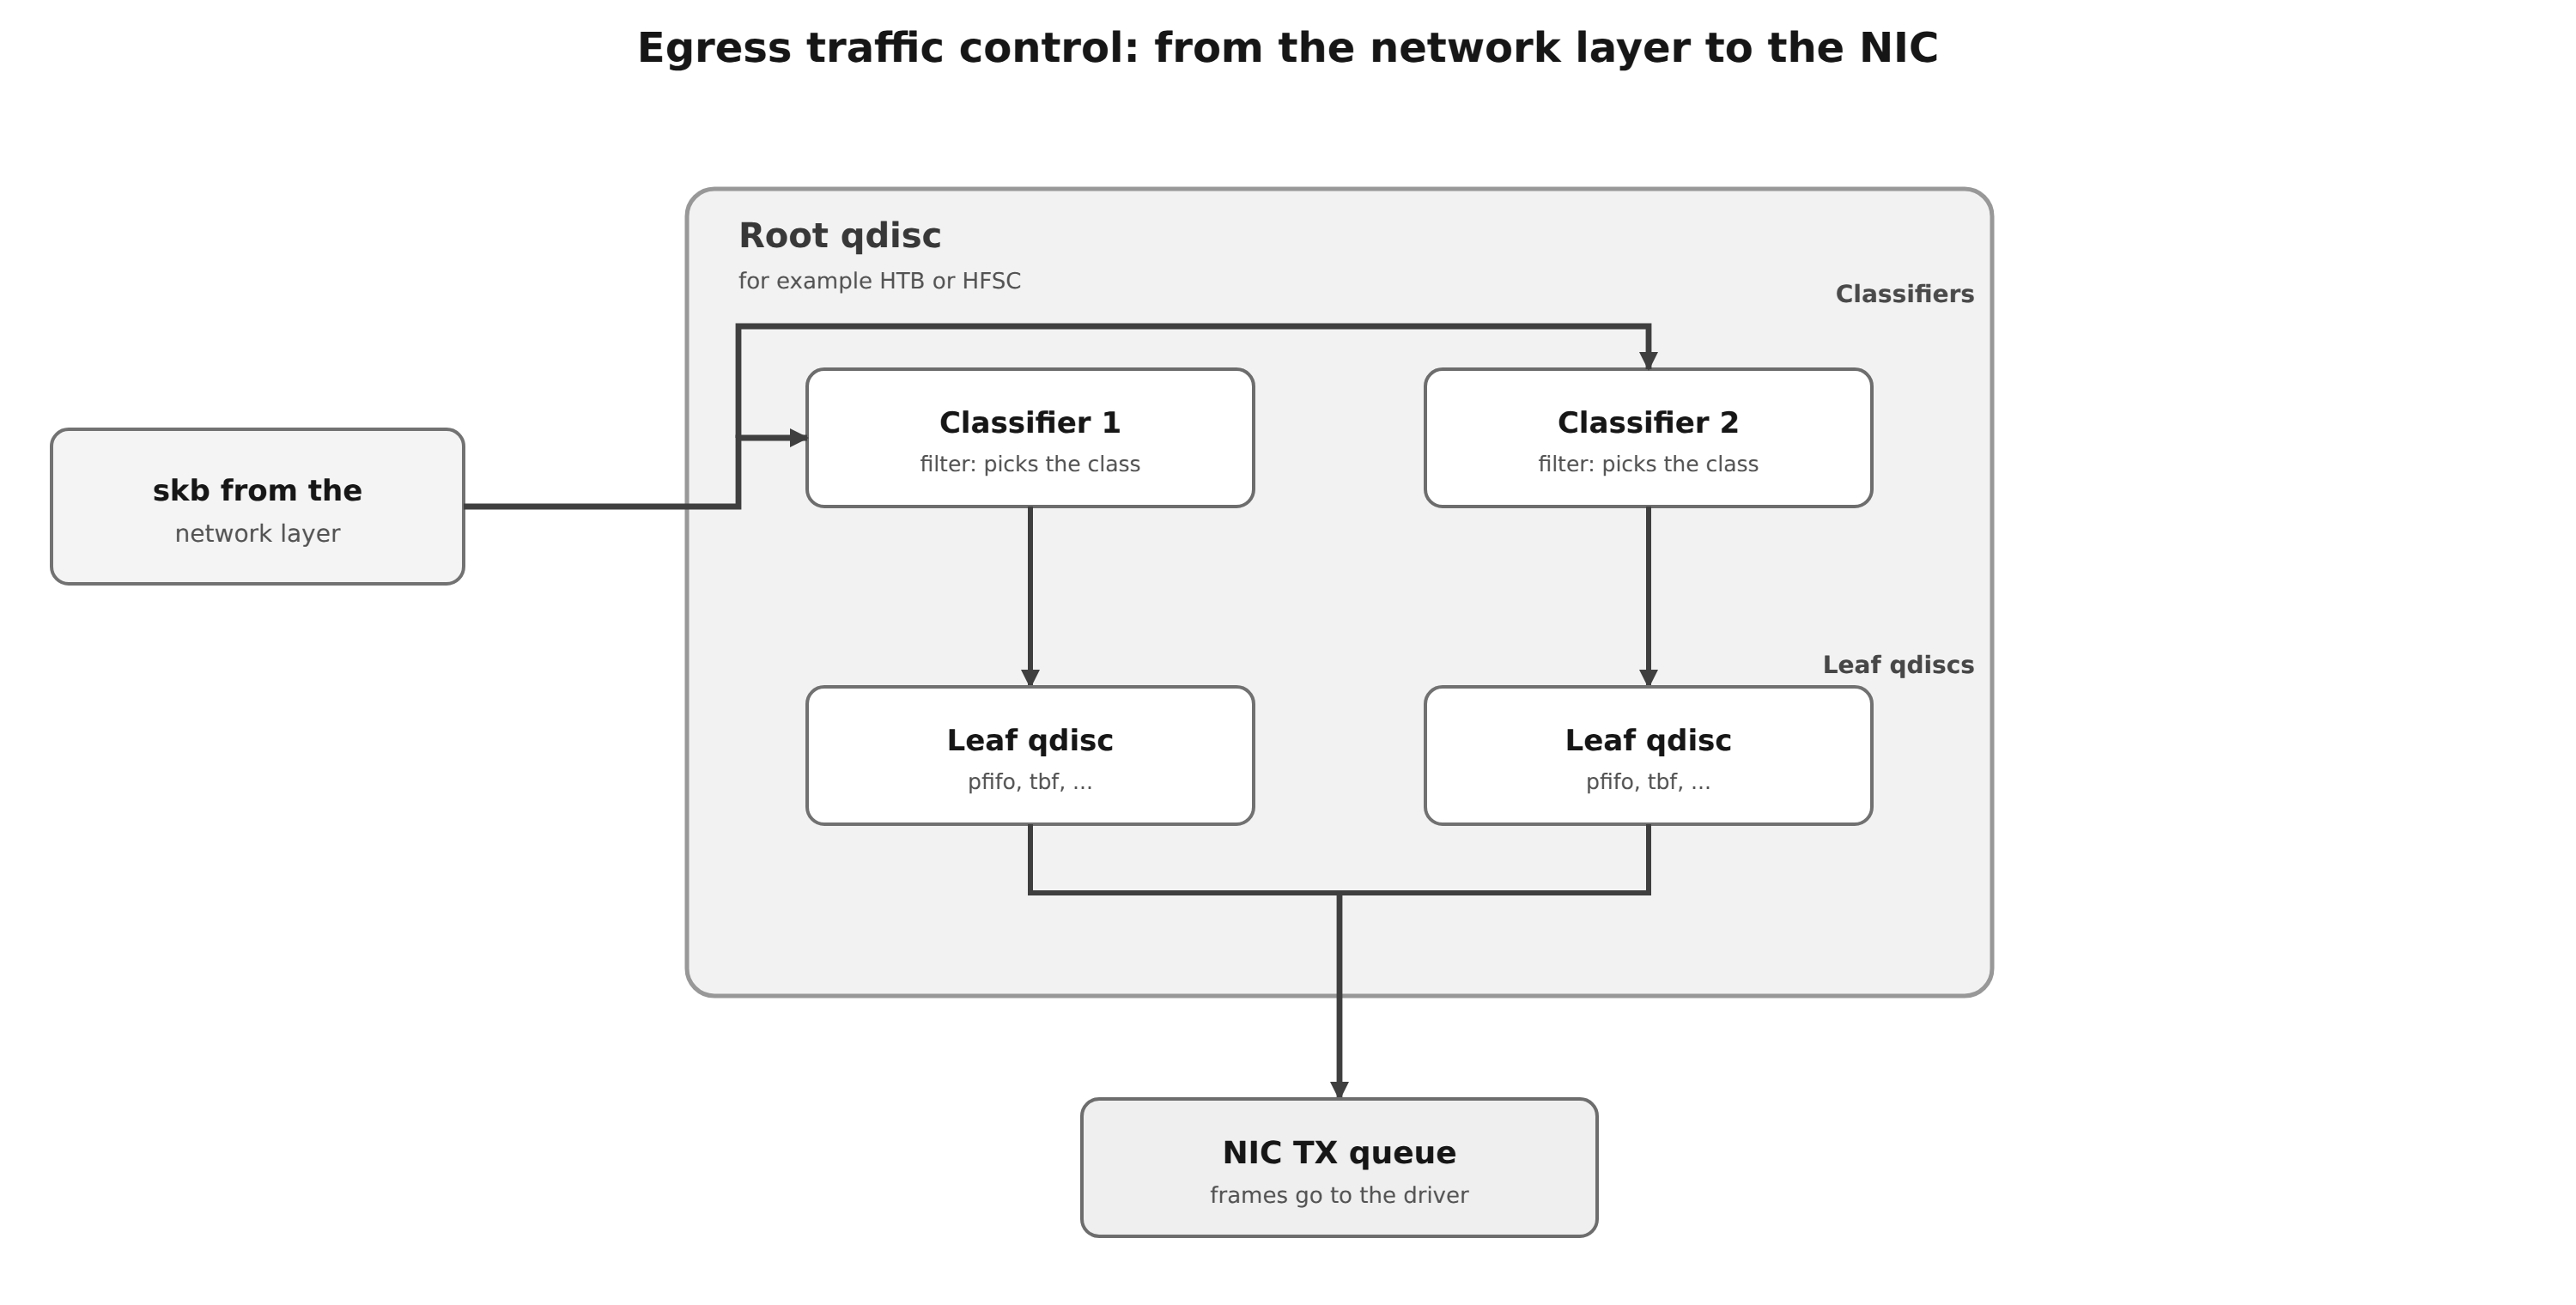 Egress traffic control: from the network layer to the NIC
Root qdisc
for example HTB or HFSC
Classifiers
Classifier 1
filter: picks the class
Classifier 2
filter: picks the class
skb from the
network layer
Leaf qdiscs
Leaf qdisc
pfifo, tbf, ...
Leaf qdisc
pfifo, tbf, ...
NIC TX queue
frames go to the driver